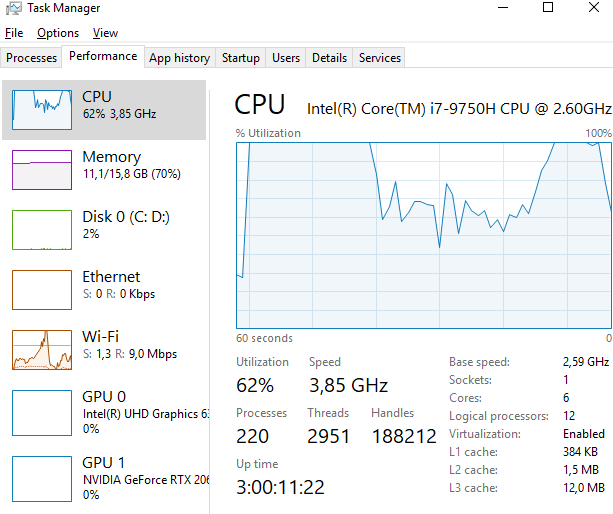 Task Manager
File Options View
Processes Performance App history Startup Users Details Services
CPU
62% 3,85 GHz
Memory
11,1/15,8 GB (70%)
Disk 0 (C: D:)
2%
Ethernet
S: 0 R: 0 Kbps
Wi-Fi
S: 1,3 R: 9,0 Mbps
GPU 0
Intel(R) UHD Graphics 63
0%
GPU 1
NVIDIA GeForce RTX 206
0%
CPU Intel(R) Core(TM) i7-9750H CPU @ 2.60GHz
% Utilization 100%
60 seconds 0
Utilization Speed
62% 3,85 GHz
Processes Threads Handles
220 2951 188212
Up time
3:00:11:22
Base speed: 2,59 GHz
Sockets: 1
Cores: 6
Logical processors: 12
Virtualization: Enabled
L1 cache: 384 KB
L2 cache: 1,5 MB
L3 cache: 12,0 MB